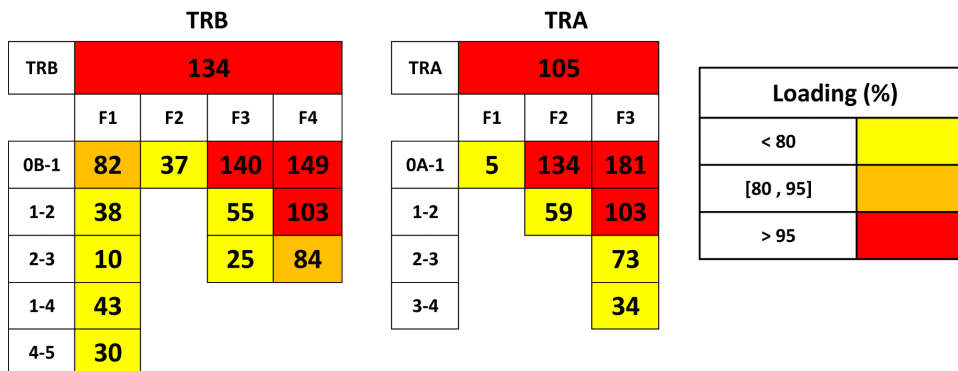 TRB TRA
TRB 134 TRA 105
F1 F2 F3 F4 F1 F2 F3
0B-1 82 37 140 149 0A-1 5 134 181
1-2 38 55 103 1-2 59 103
2-3 10 25 84 2-3 73
1-4 43 3-4 34
4-5 30
Loading (%)
< 80
[80 , 95]
> 95